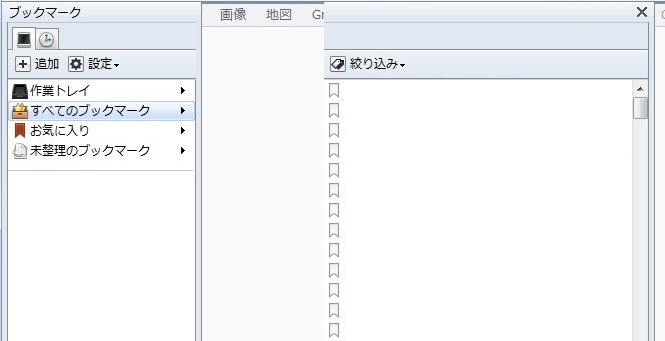 ブックマーク
画像 地図
追加 設定
絞り込み
作業トレイ
すべてのブックマーク
お気に入り
未整理のブックマーク